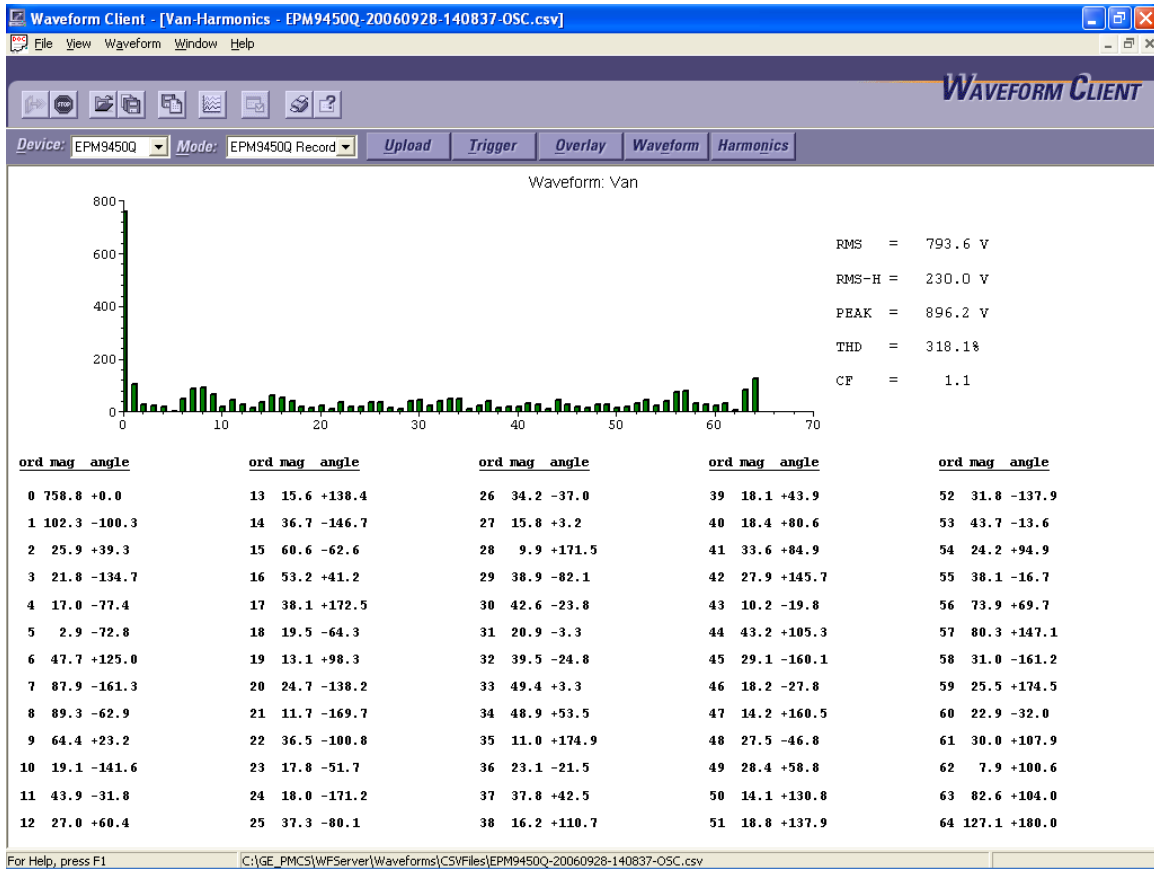 Waveform Client - [Van-Harmonics - EPM9450Q-20060928-140837-OSC.csv]
File View Waveform Window Help
WAVEFORM CLIENT
STOP
Device: EPM9450Q Mode: EPM9450Q Record Upload Trigger Overlay Waveform Harmonics
Waveform: Van
800
600
400
200
0
0 10 20 30 40 50 60 70
RMS = 793.6 V
RMS-H = 230.0 V
PEAK = 896.2 V
THD = 318.1%
CF = 1.1
ord mag angle ord mag angle ord mag angle ord mag angle ord mag angle
0 758.8 +0.0 13 15.6 +138.4 26 34.2 -37.0 39 18.1 +43.9 52 31.8 -137.9
1 102.3 -100.3 14 36.7 -146.7 27 15.8 +3.2 40 18.4 +80.6 53 43.7 -13.6
2 25.9 +39.3 15 60.6 -62.6 28 9.9 +171.5 41 33.6 +84.9 54 24.2 +94.9
3 21.8 -134.7 16 53.2 +41.2 29 38.9 -82.1 42 27.9 +145.7 55 38.1 -16.7
4 17.0 -77.4 17 38.1 +172.5 30 42.6 -23.8 43 10.2 -19.8 56 73.9 +69.7
5 2.9 -72.8 18 19.5 -64.3 31 20.9 -3.3 44 43.2 +105.3 57 80.3 +147.1
6 47.7 +125.0 19 13.1 +98.3 32 39.5 -24.8 45 29.1 -160.1 58 31.0 -161.2
7 87.9 -161.3 20 24.7 -138.2 33 49.4 +3.3 46 18.2 -27.8 59 25.5 +174.5
8 89.3 -62.9 21 11.7 -169.7 34 48.9 +53.5 47 14.2 +160.5 60 22.9 -32.0
9 64.4 +23.2 22 36.5 -100.8 35 11.0 +174.9 48 27.5 -46.8 61 30.0 +107.9
10 19.1 -141.6 23 17.8 -51.7 36 23.1 -21.5 49 28.4 +58.8 62 7.9 +100.6
11 43.9 -31.8 24 18.0 -171.2 37 37.8 +42.5 50 14.1 +130.8 63 82.6 +104.0
12 27.0 +60.4 25 37.3 -80.1 38 16.2 +110.7 51 18.8 +137.9 64 127.1 +180.0
For Help, press F1 C:\GE_PMCS\WFServer\Waveforms\CSVFiles\EPM9450Q-20060928-140837-OSC.csv